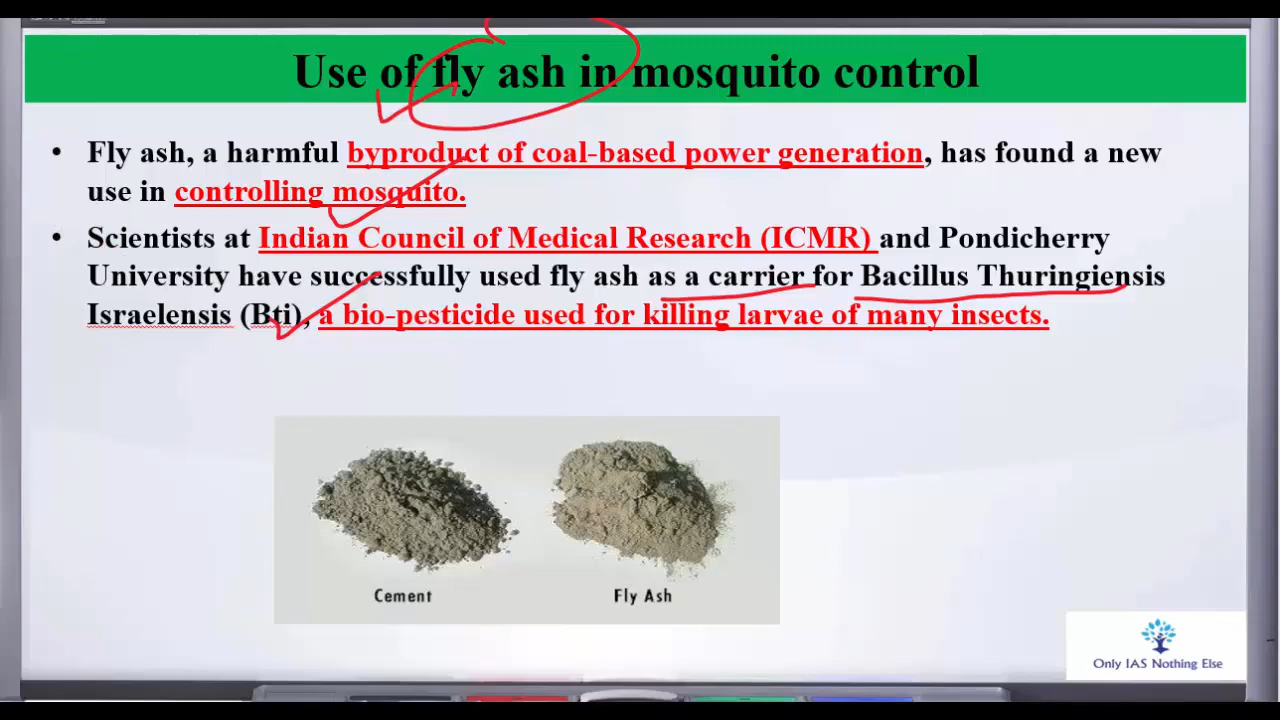 Use of fly ash in mosquito control
• Fly ash, a harmful byproduct of coal-based power generation, has found a new
use in controlling mosquito.
• Scientists at Indian Council of Medical Research (ICMR) and Pondicherry
University have successfully used fly ash as a carrier for Bacillus Thuringiensis
Israelensis (Bti), a bio-pesticide used for killing larvae of many insects.
Cement
Fly Ash
Only IAS Nothing Else